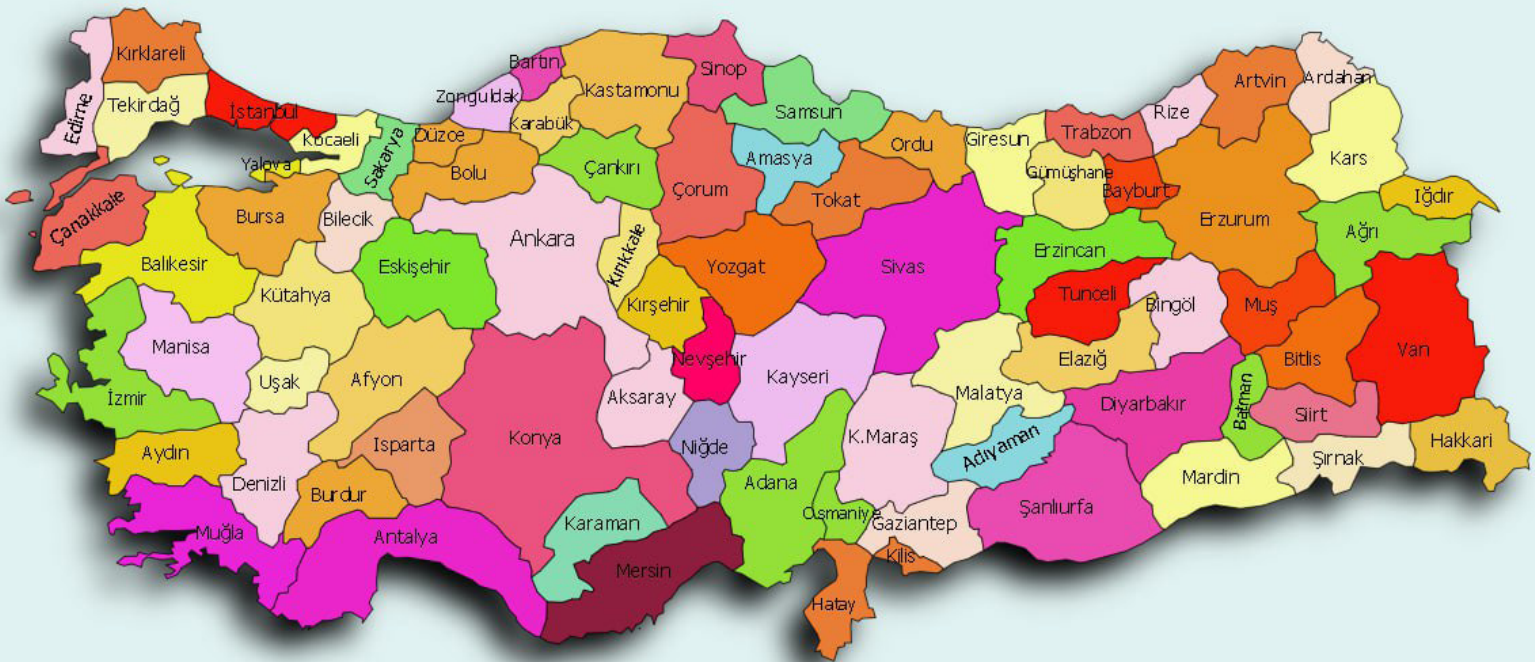 Kırklareli
Edirne
Tekirdağ
İstanbul
Kocaeli
Yalova
Sakarya
Düzce
Bolu
Zonguldak
Bartın
Karabük
Kastamonu
Sinop
Samsun
Çankırı
Çorum
Amasya
Tokat
Ordu
Giresun
Trabzon
Gümüşhane
Bayburt
Rize
Artvin
Ardahan
Kars
Iğdır
Ağrı
Erzurum
Erzincan
Çanakkale
Balıkesir
Bursa
Bilecik
Eskişehir
Ankara
Kırıkkale
Yozgat
Sivas
Kütahya
Kırşehir
Tunceli
Bingöl
Muş
Bitlis
Van
Manisa
Uşak
Afyon
Nevşehir
Kayseri
Malatya
Elazığ
İzmir
Aksaray
Diyarbakır
Batman
Siirt
Aydın
Denizli
Isparta
Konya
Niğde
K.Maraş
Adıyaman
Hakkari
Şırnak
Mardin
Burdur
Adana
Osmaniye
Gaziantep
Şanlıurfa
Muğla
Antalya
Karaman
Mersin
Kilis
Hatay